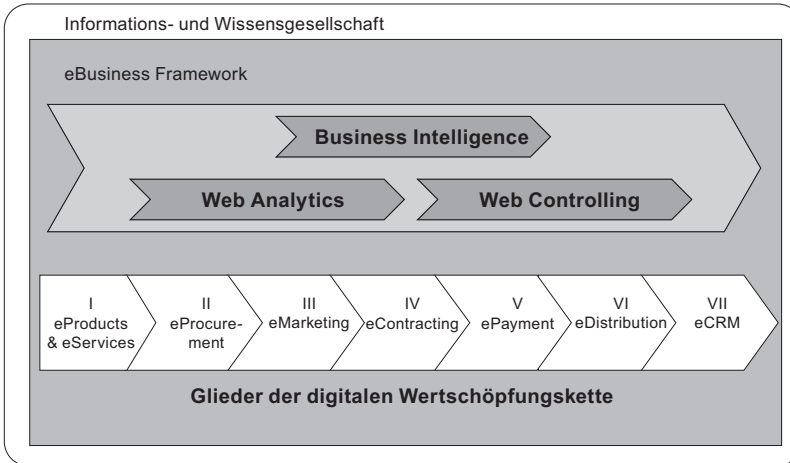 Informations- und Wissensgesellschaft
eBusiness Framework
Business Intelligence
Web Analytics
Web Controlling
I
eProducts
& eServices
II
eProcure-
ment
III
eMarketing
IV
eContracting
V
ePayment
VI
eDistribution
VII
eCRM
Glieder der digitalen Wertschöpfungskette